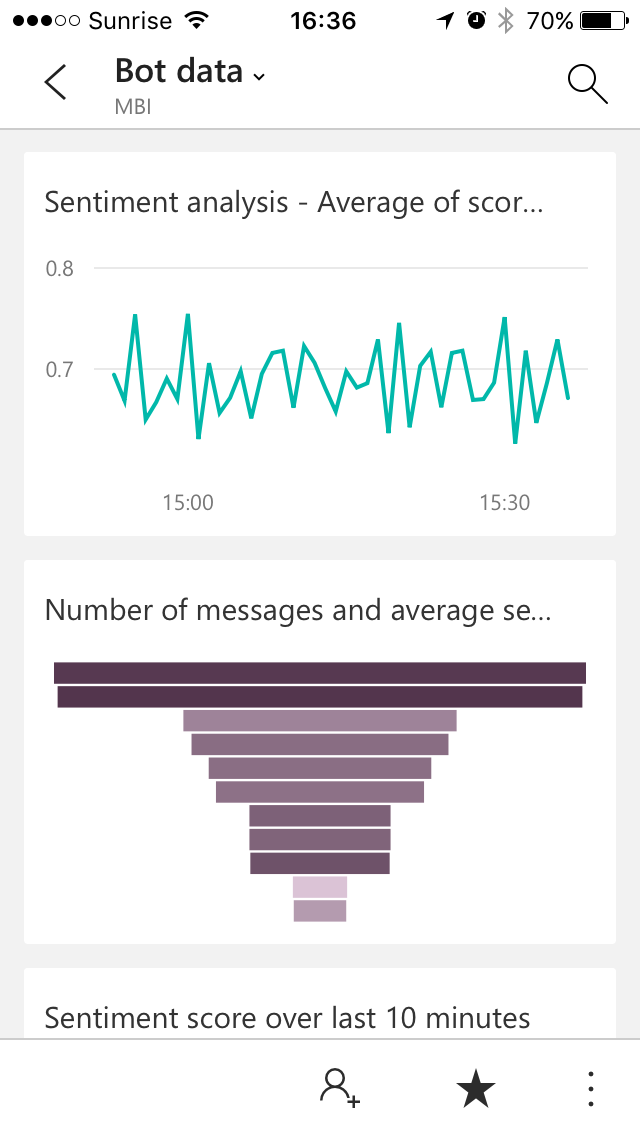 Sunrise 16:36 70%
Bot data
MBI
Sentiment analysis - Average of scor...
0.8
0.7
15:00 15:30
Number of messages and average se...
Sentiment score over last 10 minutes